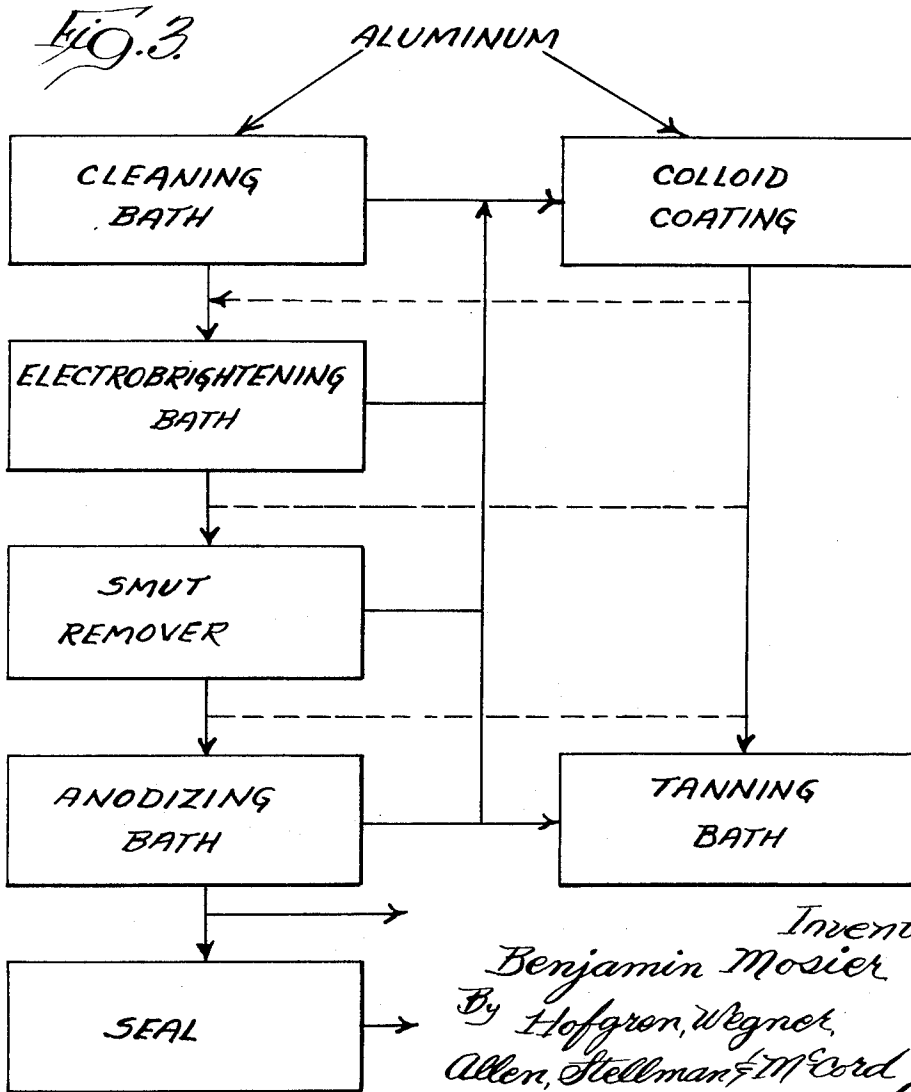 Fig. 3.
ALUMINUM
CLEANING
BATH
COLLOID
COATING
ELECTROBRIGHTENING
BATH
SMUT
REMOVER
ANODIZING
BATH
TANNING
BATH
SEAL
Invent
Benjamin Mosier
By Hofgren, Wegner,
Allen, Stellman, & McCord